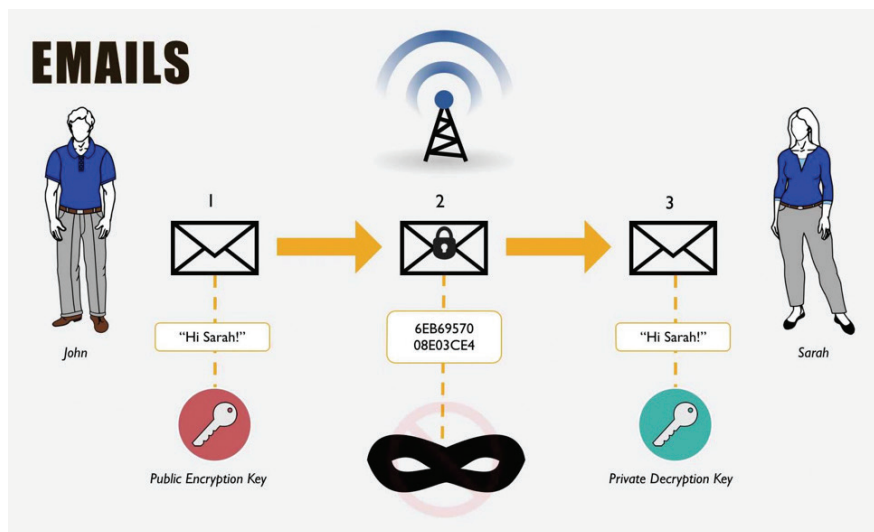 EMAILS
1
2
3
“Hi Sarah!”
6EB69570
08E03CE4
“Hi Sarah!”
John
Sarah
Public Encryption Key
Private Decryption Key